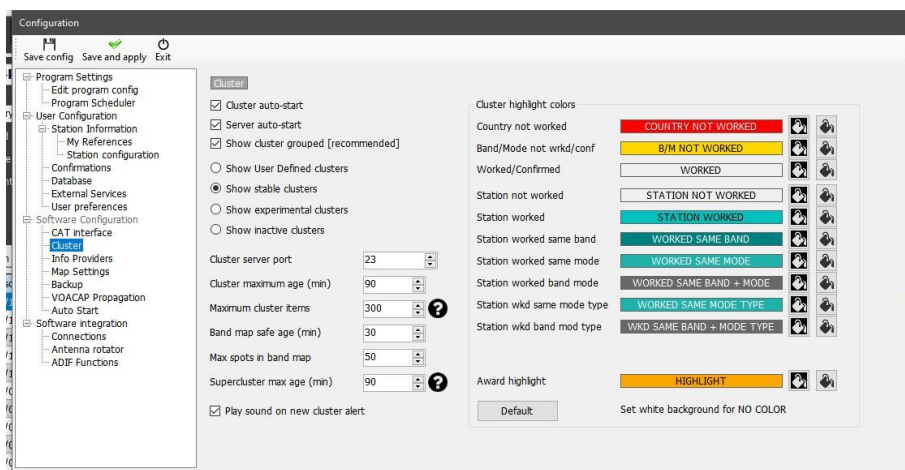 Configuration
Save config Save and apply Exit
Program Settings
Edit program config
Program Scheduler
User Configuration
Station Information
My References
Station configuration
Confirmations
Database
External Services
User preferences
Software Configuration
CAT interface
Cluster
Info Providers
Map Settings
Backup
VOACAP Propagation
Auto Start
Software integration
Connections
Antenna rotator
ADIF Functions
Cluster
Cluster auto-start
Server auto-start
Show cluster grouped [recommended]
Show User Defined clusters
Show stable clusters
Show experimental clusters
Show inactive clusters
Cluster server port 23
Cluster maximum age (min) 90
Maximum cluster items 300 ?
Band map safe age (min) 30
Max spots in band map 50
Supercluster max age (min) 90 ?
Play sound on new cluster alert
Cluster highlight colors
Country not worked COUNTRY NOT WORKED
Band/Mode not wrkd/conf B/M NOT WORKED
Worked/Confirmed WORKED
Station not worked STATION NOT WORKED
Station worked STATION WORKED
Station worked same band WORKED SAME BAND
Station worked same mode WORKED SAME MODE
Station worked band mode WORKED SAME BAND + MODE
Station wkd same mode type WORKED SAME MODE TYPE
Station wkd band mod type WKD SAME BAND + MODE TYPE
Award highlight HIGHLIGHT
Default Set white background for NO COLOR